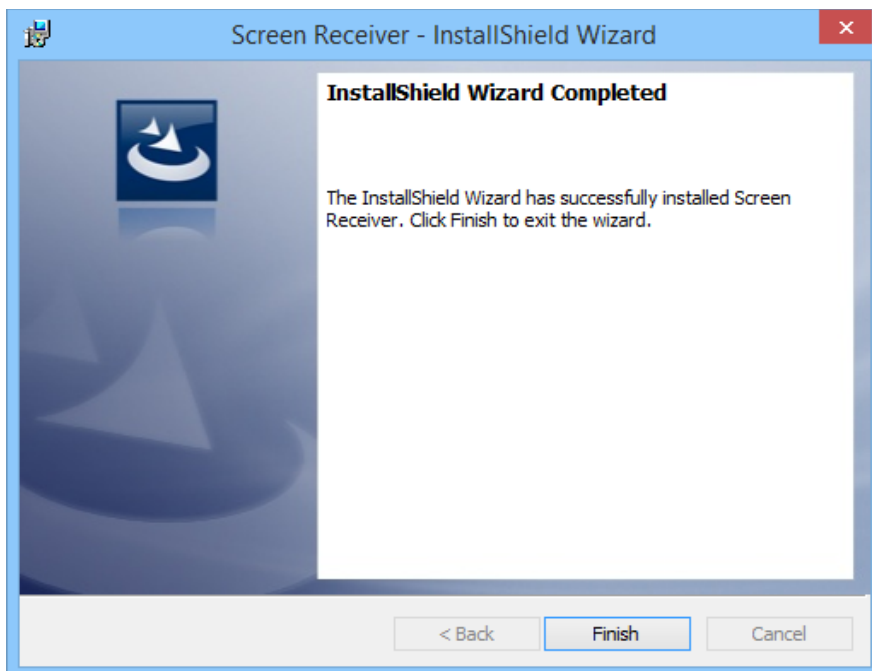 Screen Receiver - InstallShield Wizard
InstallShield Wizard Completed
The InstallShield Wizard has successfully installed Screen
Receiver. Click Finish to exit the wizard.
< Back Finish Cancel